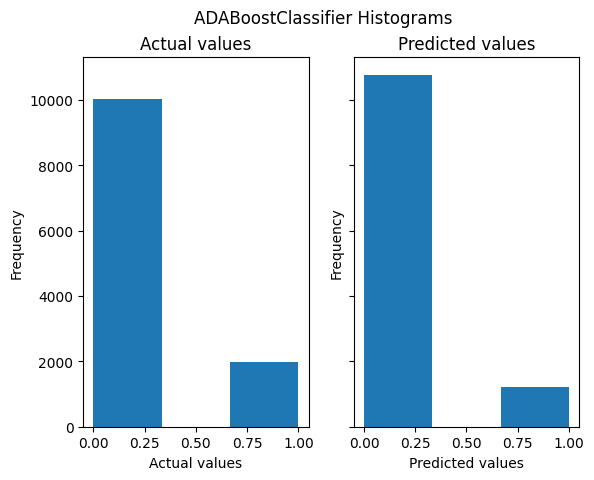 ADABoostClassifier Histograms
Actual values
Predicted values
10000
8000
6000
4000
2000
0
Frequency
Frequency
0.00 0.25 0.50 0.75 1.00
0.00 0.25 0.50 0.75 1.00
Actual values
Predicted values